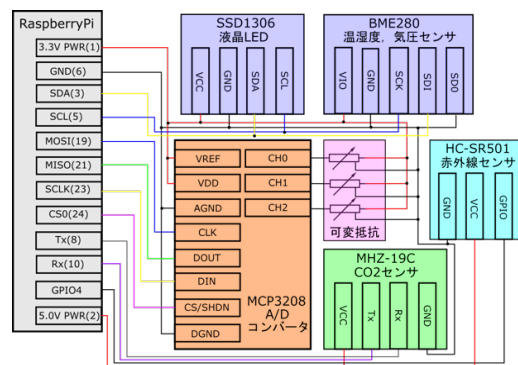 RaspberryPi
3.3V PWR(1)
GND(6)
SDA(3)
SCL(5)
MOSI(19)
MISO(21)
SCLK(23)
CS0(24)
Tx(8)
Rx(10)
GPIO4
5.0V PWR(2)
SSD1306
液晶LED
VCC
GND
SDA
SCL
BME280
温湿度，気圧センサ
VIO
GND
SCK
SDI
SD0
VREF
VDD
AGND
CLK
DOUT
DIN
CS/SHDN
DGND
CH0
CH1
CH2
MCP3208
A/D
コンバータ
可変抵抗
HC-SR501
赤外線センサ
GND
VCC
GPIO
MHZ-19C
CO2センサ
VCC
Tx
Rx
GND